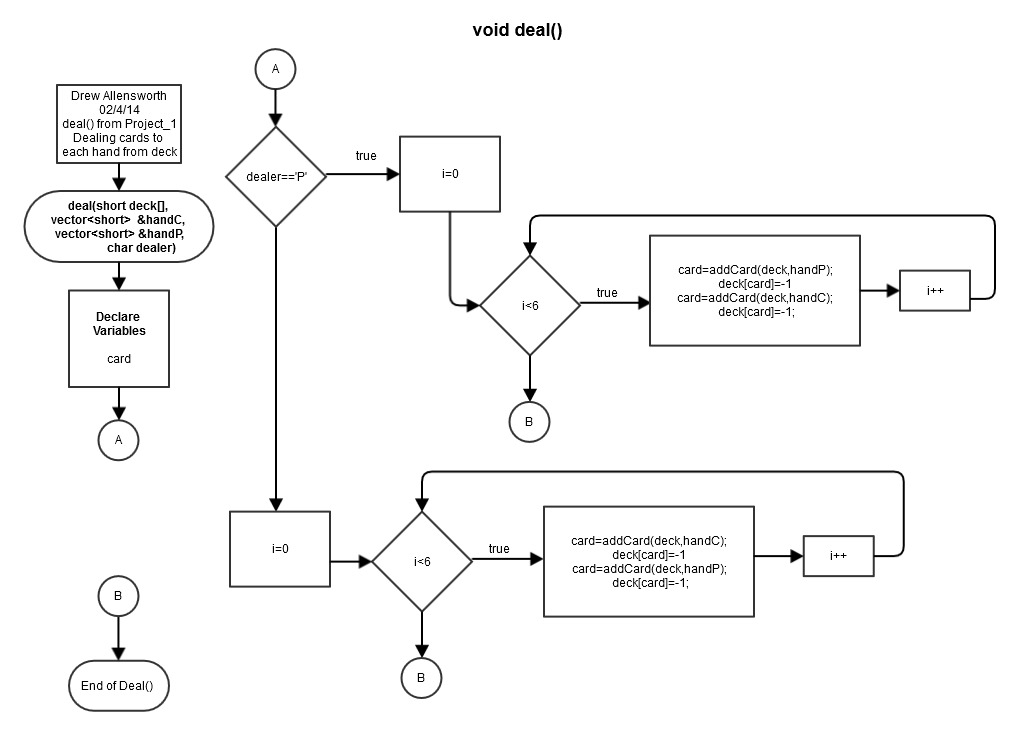 void deal()
Drew Allensworth
02/4/14
deal() from Project_1
Dealing cards to
each hand from deck
deal(short deck[],
vector<short> &handC,
vector<short> &handP,
char dealer)
Declare
Variables
card
A
A
dealer=='P'
true
i=0
i<6
true
card=addCard(deck,handP);
deck[card]=-1
card=addCard(deck,handC);
deck[card]=-1;
i++
B
i=0
i<6
true
card=addCard(deck,handC);
deck[card]=-1
card=addCard(deck,handP);
deck[card]=-1;
i++
B
B
End of Deal()